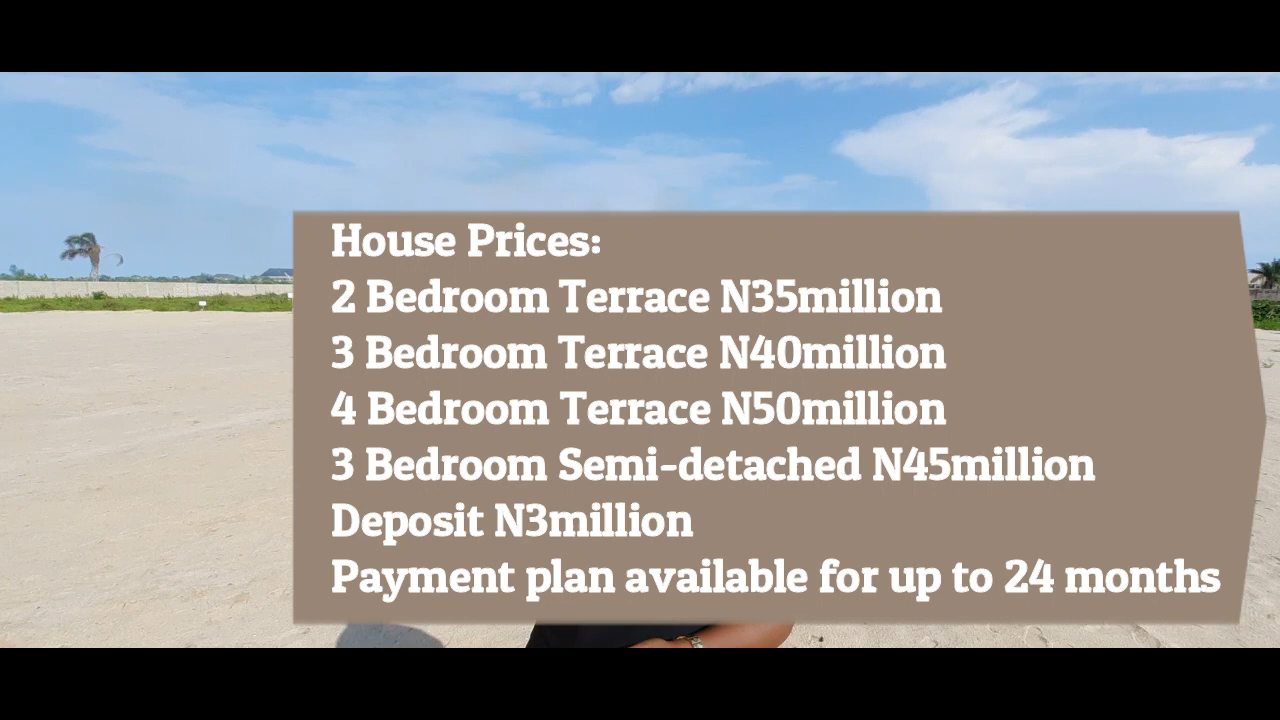 House Prices:
2 Bedroom Terrace N35million
3 Bedroom Terrace N40million
4 Bedroom Terrace N50million
3 Bedroom Semi-detached N45million
Deposit N3million
Payment plan available for up to 24 months